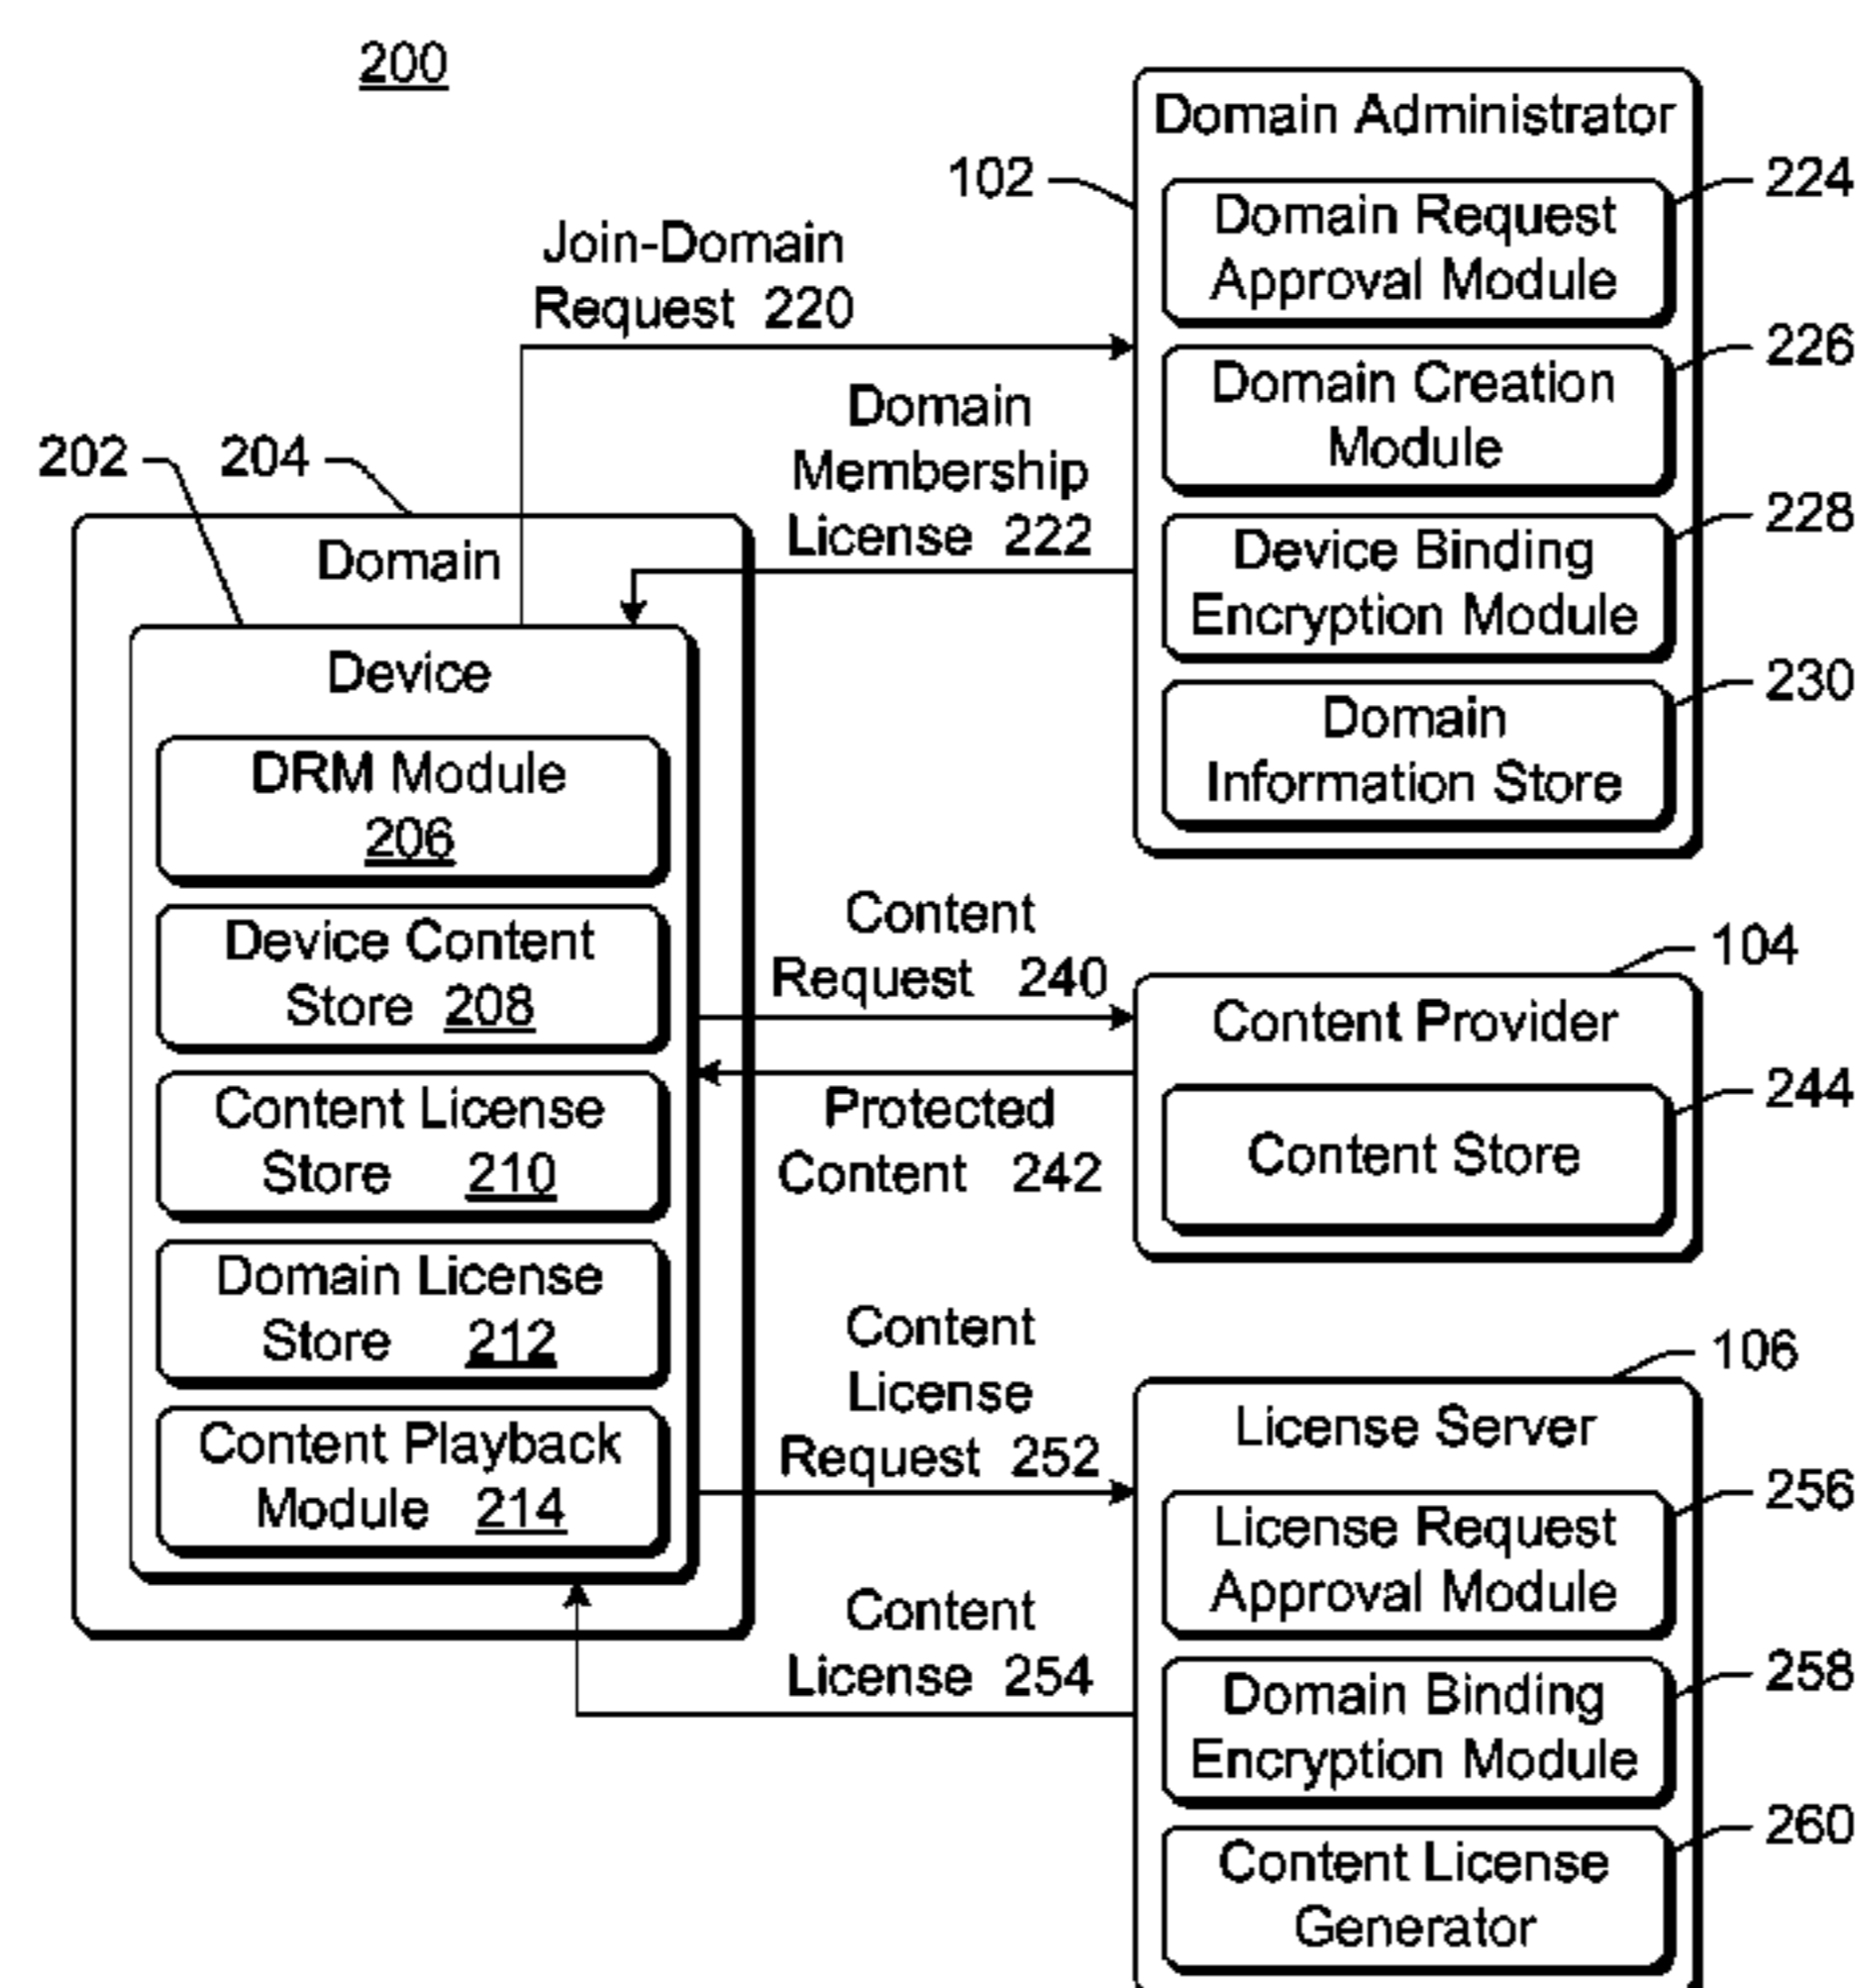 200
Domain Administrator
102
Domain Request
Approval Module
224
Domain Creation
Module
226
Device Binding
Encryption Module
228
Domain
Information Store
230
Join-Domain
Request 220
Domain
Membership
License 222
202
204
Domain
Device
DRM Module
206
Device Content
Store 208
Content License
Store 210
Domain License
Store 212
Content Playback
Module 214
Content
Request 240
Protected
Content 242
104
Content Provider
Content Store
244
Content
License
Request 252
Content
License 254
106
License Server
License Request
Approval Module
256
Domain Binding
Encryption Module
258
Content License
Generator
260